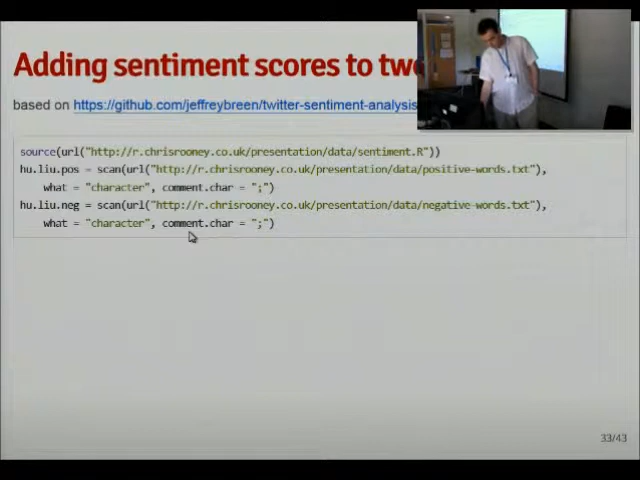 Adding sentiment scores to
based on https://github.com/jeffreybreen/twitter-sentiment-analysis
source(url("http://r.chrisrooney.co.uk/presentation/data/sentiment.R"))
hu.liu.pos = scan(url("http://r.chrisrooney.co.uk/presentation/data/positive-words.txt"),
what = "character", comment.char = ";")
hu.liu.neg = scan(url("http://r.chrisrooney.co.uk/presentation/data/negative-words.txt"),
what = "character", comment.char = ";")
33/43